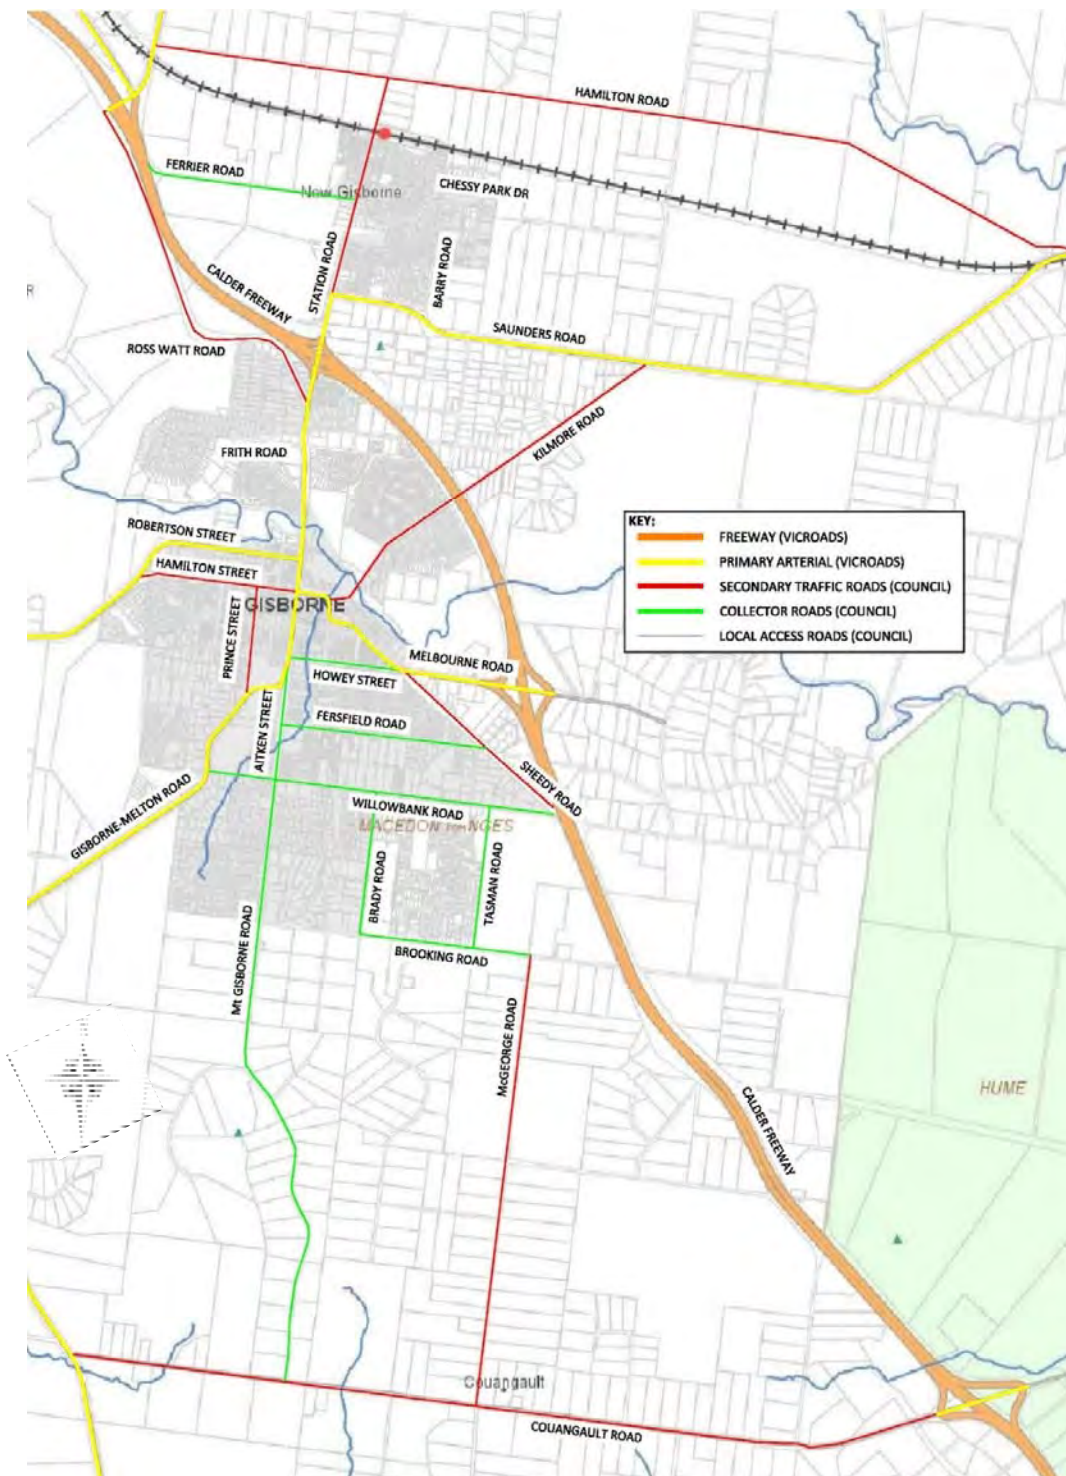 HAMILTON ROAD
FERRIER ROAD
New Gisborne
CHESSY PARK DR
STATION ROAD
BARRY ROAD
CALDER FREEWAY
R
SAUNDERS ROAD
ROSS WATT ROAD
KILMORE ROAD
FRITH ROAD
KEY:
FREEWAY (VICROADS)
PRIMARY ARTERIAL (VICROADS)
SECONDARY TRAFFIC ROADS (COUNCIL)
COLLECTOR ROADS (COUNCIL)
LOCAL ACCESS ROADS (COUNCIL)
ROBERTSON STREET
HAMILTON STREET
GISBORNE
PRINCE STREET
MELBOURNE ROAD
HOWEY STREET
AITKEN STREET
FERSFIELD ROAD
SHEEDY ROAD
GISBORNE-MELTON ROAD
WILLOWBANK ROAD
MACEDON RANGES
BRADY ROAD
TASMAN ROAD
Mt GISBORNE ROAD
BROOKING ROAD
McGEORGE ROAD
HUME
CALDER FREEWAY
Couangault
COUANGAULT ROAD